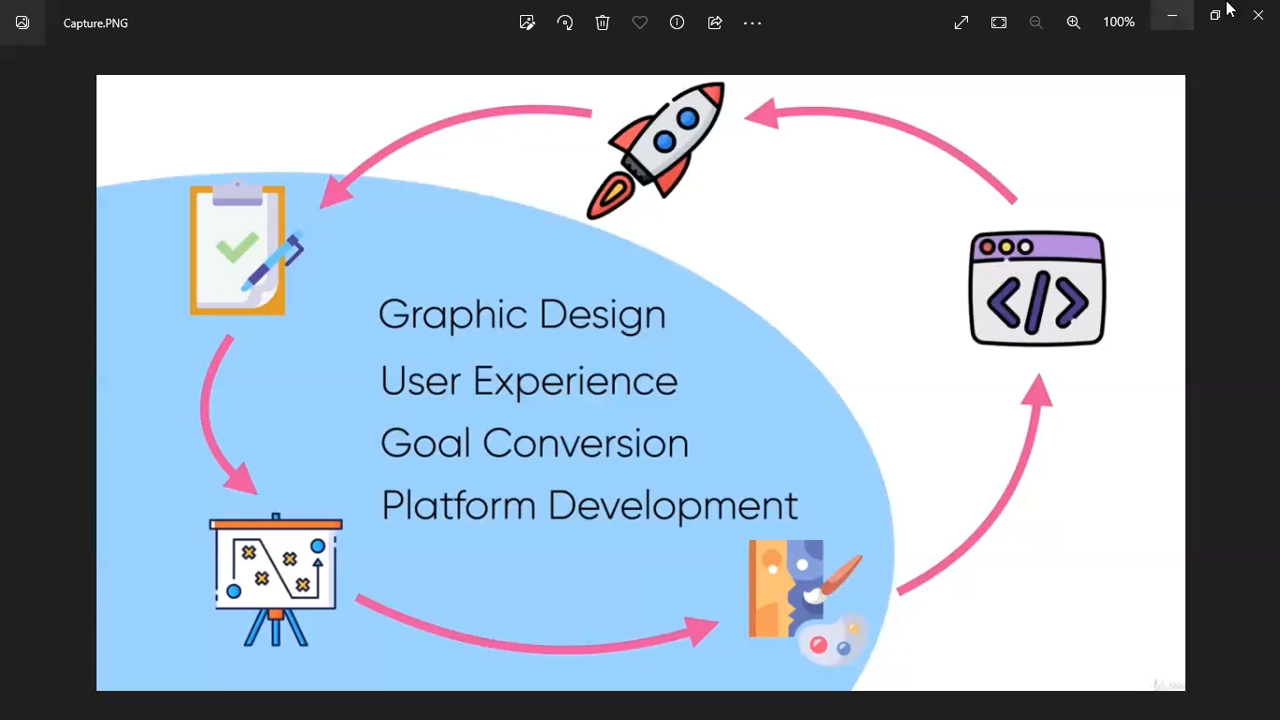 Capture.PNG
100%
Graphic Design
User Experience
Goal Conversion
Platform Development